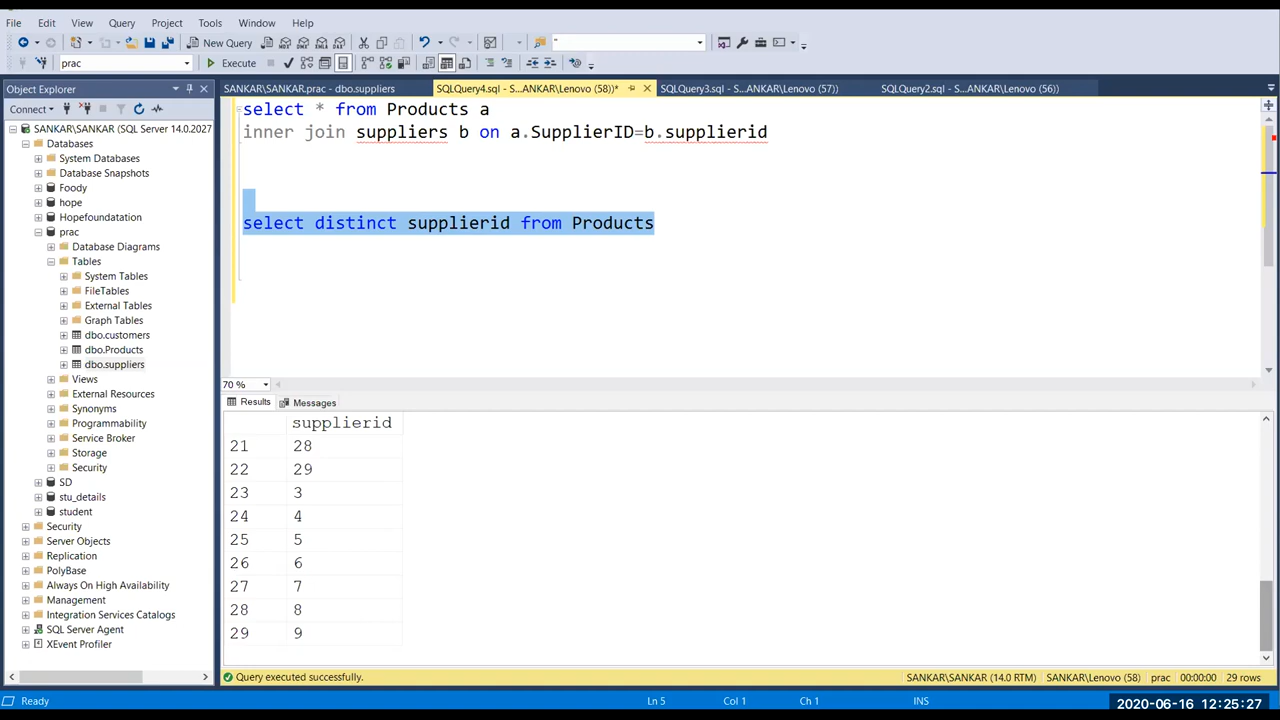 File Edit View Query Project Tools Window Help
New Query
prac Execute
Object Explorer
SANKAR\SANKAR.prac - dbo.suppliers
SQLQuery4.sql - S...ANKAR\Lenovo (58))*
SQLQuery3.sql - S...ANKAR\Lenovo (57))
SQLQuery2.sql - S...ANKAR\Lenovo (56))
Connect
SANKAR\SANKAR (SQL Server 14.0.2027
Databases
System Databases
Database Snapshots
Foody
hope
Hopefoundatation
prac
Database Diagrams
Tables
System Tables
FileTables
External Tables
Graph Tables
dbo.customers
dbo.Products
dbo.suppliers
Views
External Resources
Synonyms
Programmability
Service Broker
Storage
Security
SD
stu_details
student
Security
Server Objects
Replication
PolyBase
Always On High Availability
Management
Integration Services Catalogs
SQL Server Agent
XEvent Profiler
select * from Products a
inner join suppliers b on a.SupplierID=b.supplierid
select distinct supplierid from Products
70 %
Results Messages
supplierid
21 28
22 29
23 3
24 4
25 5
26 6
27 7
28 8
29 9
Query executed successfully.
SANKAR\SANKAR (14.0 RTM) SANKAR\Lenovo (58) prac 00:00:00 29 rows
Ready Ln 5 Col 1 Ch 1 INS
2020-06-16 12:25:27